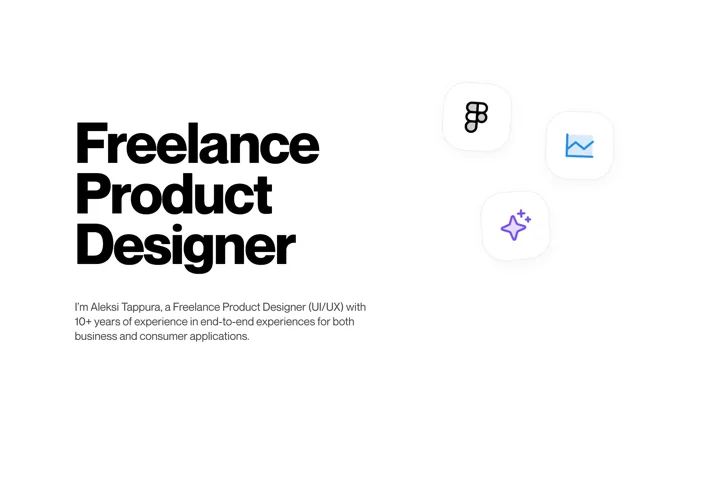 Freelance
Product
Designer
I'm Aleksi Tappura, a Freelance Product Designer (UI/UX) with
10+ years of experience in end-to-end experiences for both
business and consumer applications.